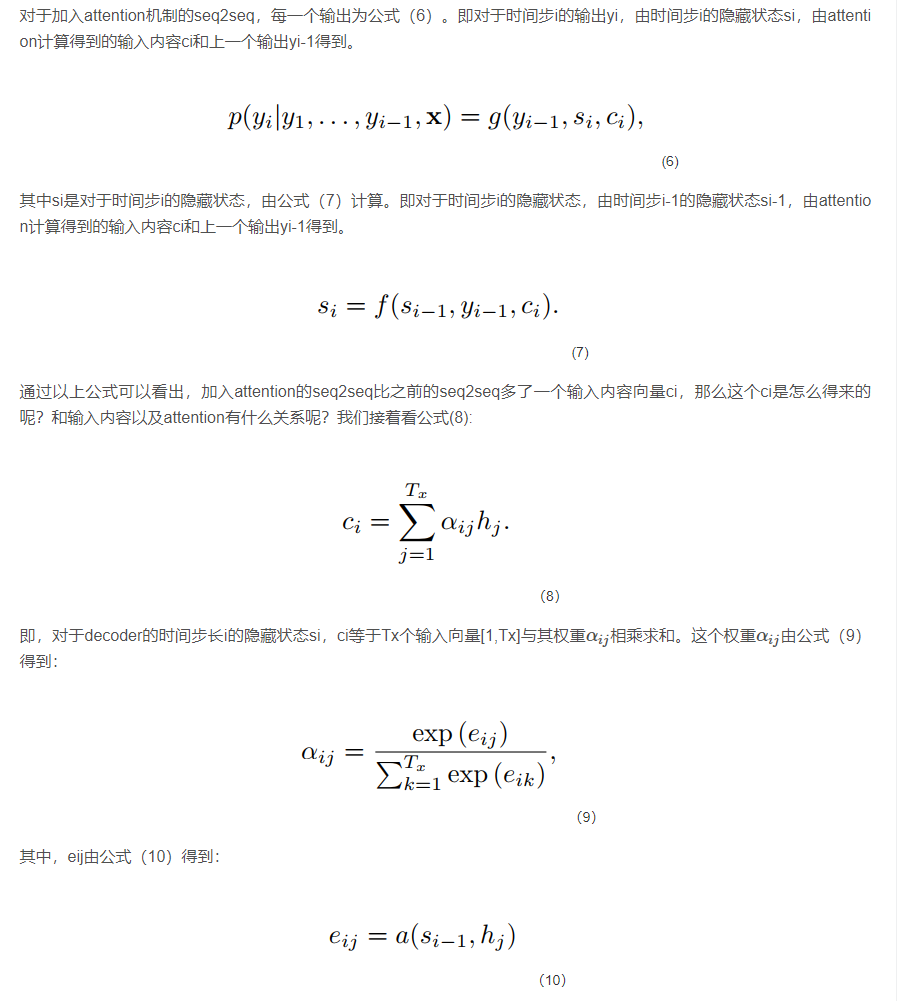 对于加入attention机制的seq2seq，每一个输出为公式（6）。即对于时间步i的输出yi，由时间步i的隐藏状态si，由attenti
on计算得到的输入内容ci和上一个输出yi-1得到。
p(y_i|y_1, . . . , y_{i−1}, x) = g(y_{i−1}, s_i, c_i),
(6)
其中si是对于时间步i的隐藏状态，由公式（7）计算。即对于时间步i的隐藏状态，由时间步i-1的隐藏状态si-1，由attentio
n计算得到的输入内容ci和上一个输出yi-1得到。
s_i = f(s_{i−1}, y_{i−1}, c_i).
(7)
通过以上公式可以看出，加入attention的seq2seq比之前的seq2seq多了一个输入内容向量ci，那么这个ci是怎么得来的
呢？和输入内容以及attention有什么关系呢？我们接着看公式(8):
c_i = \sum_{j=1}^{T_x} α_{ij} h_j.
（8）
即，对于decoder的时间步长i的隐藏状态si，ci等于Tx个输入向量[1,Tx]与其权重α_{ij}相乘求和。这个权重α_{ij}由公式（9）
得到：
α_{ij} = \frac{exp (e_{ij})}{\sum_{k=1}^{T_x} exp (e_{ik})},
（9）
其中，eij由公式（10）得到：
e_{ij} = a(s_{i−1}, h_j)
（10）